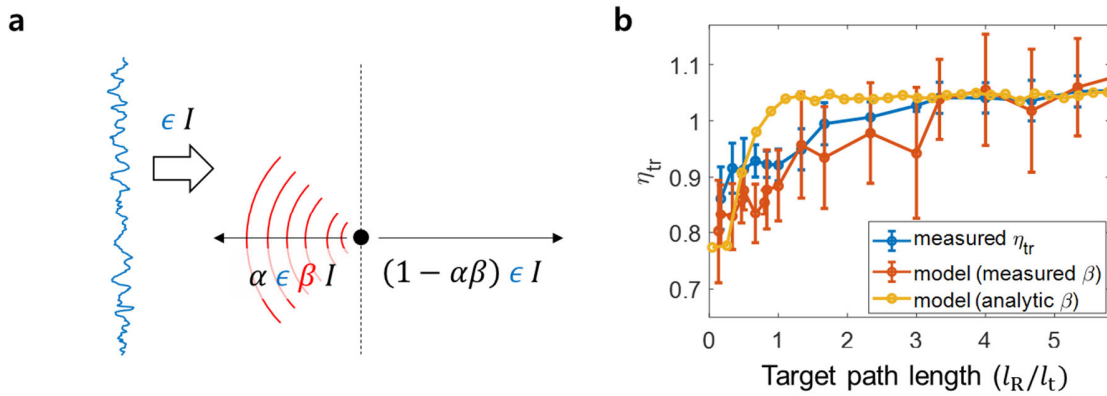 a
ϵ I
α ϵ β I
(1 − αβ) ϵ I
b
η_tr
1.1
1
0.9
0.8
0.7
measured η_tr
model (measured β)
model (analytic β)
0 1 2 3 4 5
Target path length (l_R/l_t)